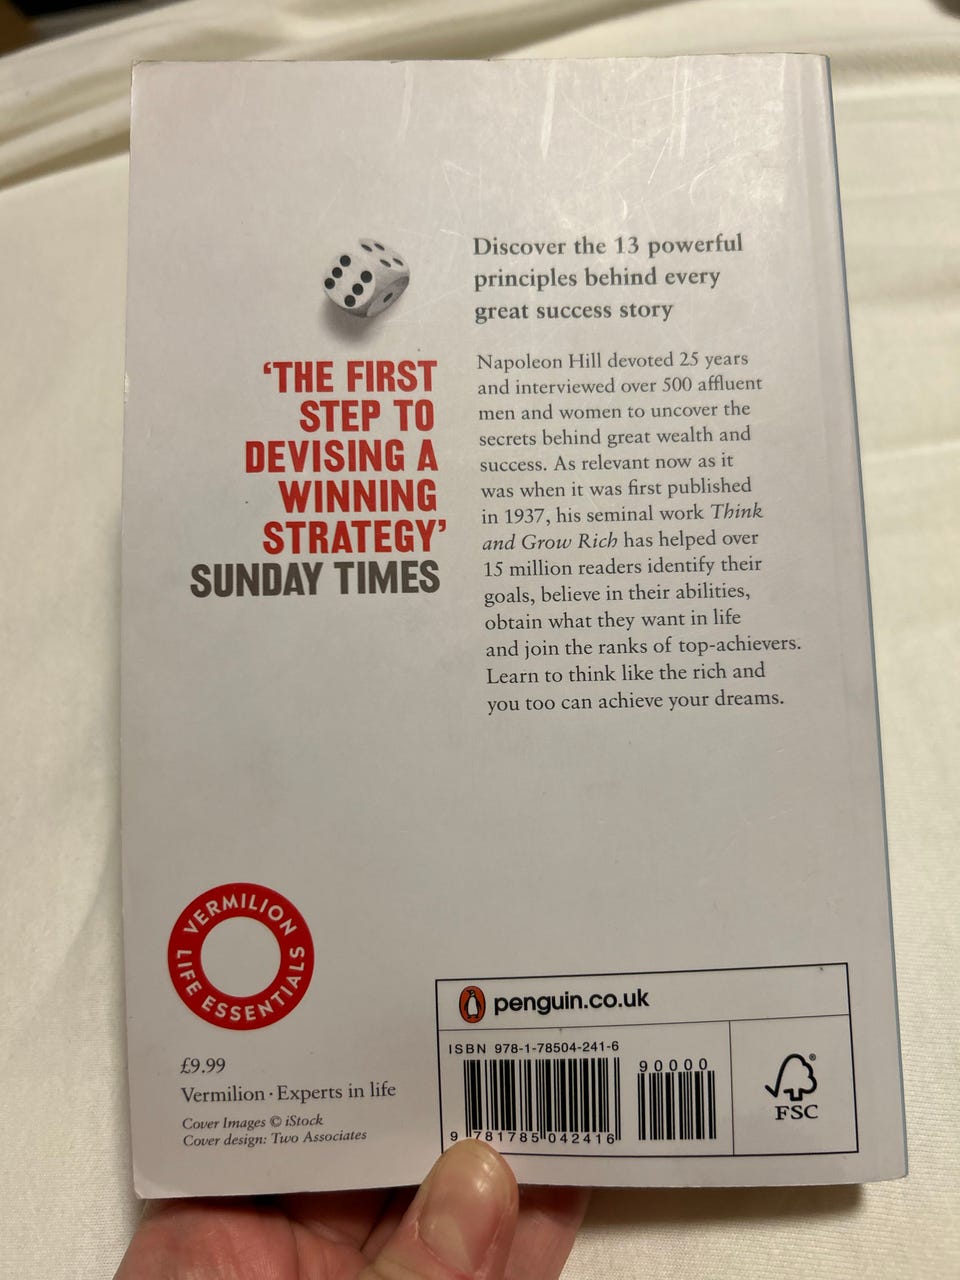 Discover the 13 powerful
principles behind every
great success story
'THE FIRST
STEP TO
DEVISING A
WINNING
STRATEGY'
SUNDAY TIMES
Napoleon Hill devoted 25 years
and interviewed over 500 affluent
men and women to uncover the
secrets behind great wealth and
success. As relevant now as it
was when it was first published
in 1937, his seminal work Think
and Grow Rich has helped over
15 million readers identify their
goals, believe in their abilities,
obtain what they want in life
and join the ranks of top-achievers.
Learn to think like the rich and
you too can achieve your dreams.
VERMILION
LIFE ESSENTIALS
£9.99
Vermilion · Experts in life
Cover Images © iStock
Cover design: Two Associates
penguin.co.uk
ISBN 978-1-78504-241-6
90000
9 781785 042416
FSC®